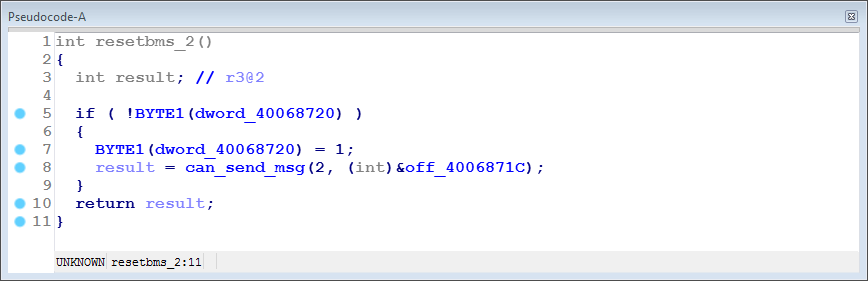 Pseudocode-A
1 int resetbms_2()
2 {
3   int result; // r3@2
4
5   if ( !BYTE1(dword_40068720) )
6   {
7     BYTE1(dword_40068720) = 1;
8     result = can_send_msg(2, (int)&off_4006871C);
9   }
10   return result;
11 }
UNKNOWN resetbms_2:11